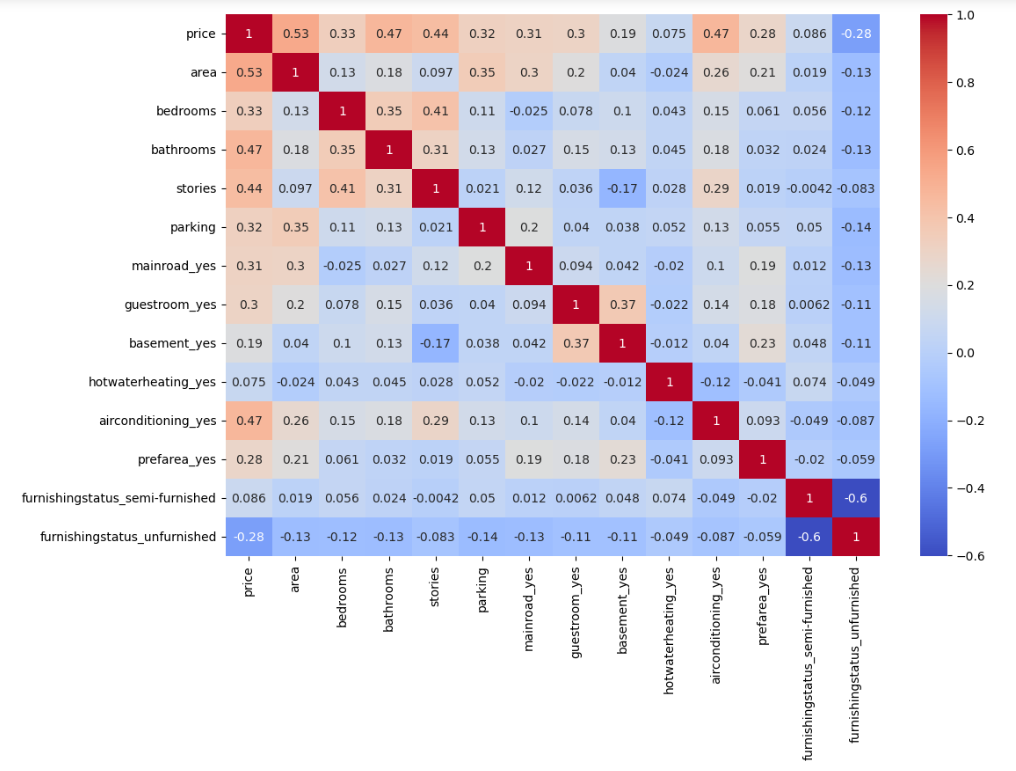 price 1 0.53 0.33 0.47 0.44 0.32 0.31 0.3 0.19 0.075 0.47 0.28 0.086 -0.28
area 0.53 1 0.13 0.18 0.097 0.35 0.3 0.2 0.04 -0.024 0.26 0.21 0.019 -0.13
bedrooms 0.33 0.13 1 0.35 0.41 0.11 -0.025 0.078 0.1 0.043 0.15 0.061 0.056 -0.12
bathrooms 0.47 0.18 0.35 1 0.31 0.13 0.027 0.15 0.13 0.045 0.18 0.032 0.024 -0.13
stories 0.44 0.097 0.41 0.31 1 0.021 0.12 0.036 -0.17 0.028 0.29 0.019 -0.0042 -0.083
parking 0.32 0.35 0.11 0.13 0.021 1 0.2 0.04 0.038 0.052 0.13 0.055 0.05 -0.14
mainroad_yes 0.31 0.3 -0.025 0.027 0.12 0.2 1 0.094 0.042 -0.02 0.1 0.19 0.012 -0.13
guestroom_yes 0.3 0.2 0.078 0.15 0.036 0.04 0.094 1 0.37 -0.022 0.14 0.18 0.0062 -0.11
basement_yes 0.19 0.04 0.1 0.13 -0.17 0.038 0.042 0.37 1 -0.012 0.04 0.23 0.048 -0.11
hotwaterheating_yes 0.075 -0.024 0.043 0.045 0.028 0.052 -0.02 -0.022 -0.012 1 -0.12 -0.041 0.074 -0.049
airconditioning_yes 0.47 0.26 0.15 0.18 0.29 0.13 0.1 0.14 0.04 -0.12 1 0.093 -0.049 -0.087
prefarea_yes 0.28 0.21 0.061 0.032 0.019 0.055 0.19 0.18 0.23 -0.041 0.093 1 -0.02 -0.059
furnishingstatus_semi-furnished 0.086 0.019 0.056 0.024 -0.0042 0.05 0.012 0.0062 0.048 0.074 -0.049 -0.02 1 -0.6
furnishingstatus_unfurnished -0.28 -0.13 -0.12 -0.13 -0.083 -0.14 -0.13 -0.11 -0.11 -0.049 -0.087 -0.059 -0.6 1
price
area
bedrooms
bathrooms
stories
parking
mainroad_yes
guestroom_yes
basement_yes
hotwaterheating_yes
airconditioning_yes
prefarea_yes
furnishingstatus_semi-furnished
furnishingstatus_unfurnished
1.0
0.8
0.6
0.4
0.2
0.0
−0.2
−0.4
−0.6